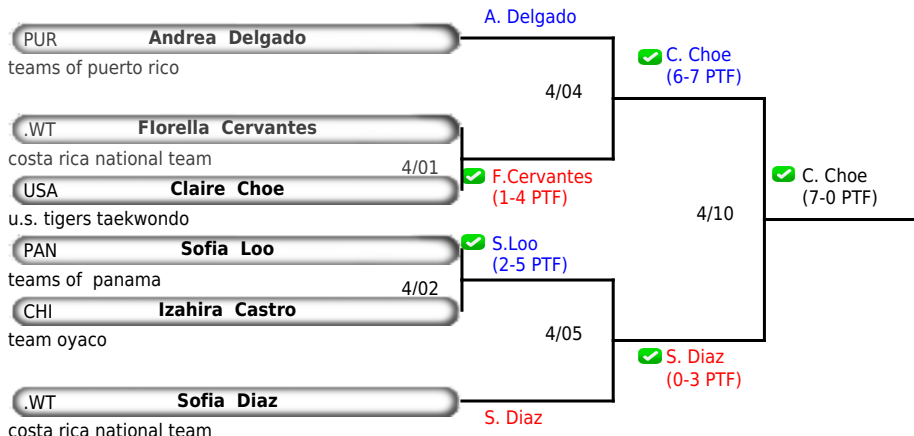 A. Delgado
PUR Andrea Delgado
teams of puerto rico
C. Choe
(6-7 PTF)
4/04
.WT Florella Cervantes
costa rica national team
4/01
F.Cervantes
(1-4 PTF)
USA Claire Choe
u.s. tigers taekwondo
C. Choe
(7-0 PTF)
4/10
PAN Sofia Loo
teams of panama
S.Loo
(2-5 PTF)
4/02
CHI Izahira Castro
team oyaco
4/05
S. Diaz
(0-3 PTF)
.WT Sofia Diaz
costa rica national team
S. Diaz